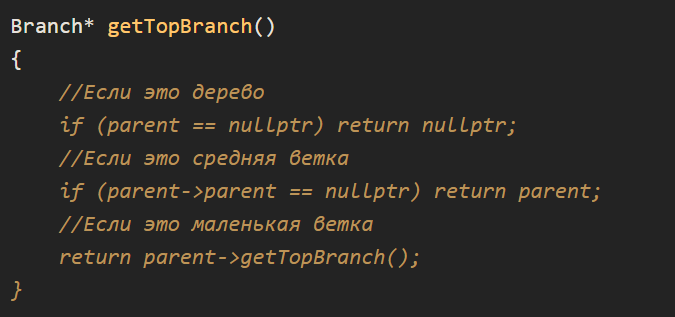 Branch* getTopBranch()
{
    //Если это дерево
    if (parent == nullptr) return nullptr;
    //Если это средняя ветка
    if (parent->parent == nullptr) return parent;
    //Если это маленькая ветка
    return parent->getTopBranch();
}